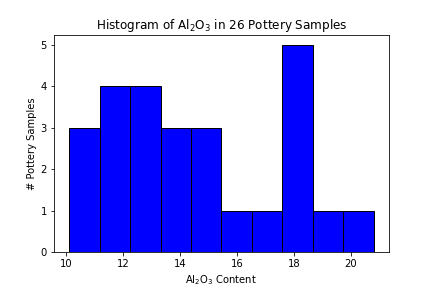 Histogram of Al₂O₃ in 26 Pottery Samples
5
4
3
2
1
0
# Pottery Samples
10 12 14 16 18 20
Al₂O₃ Content